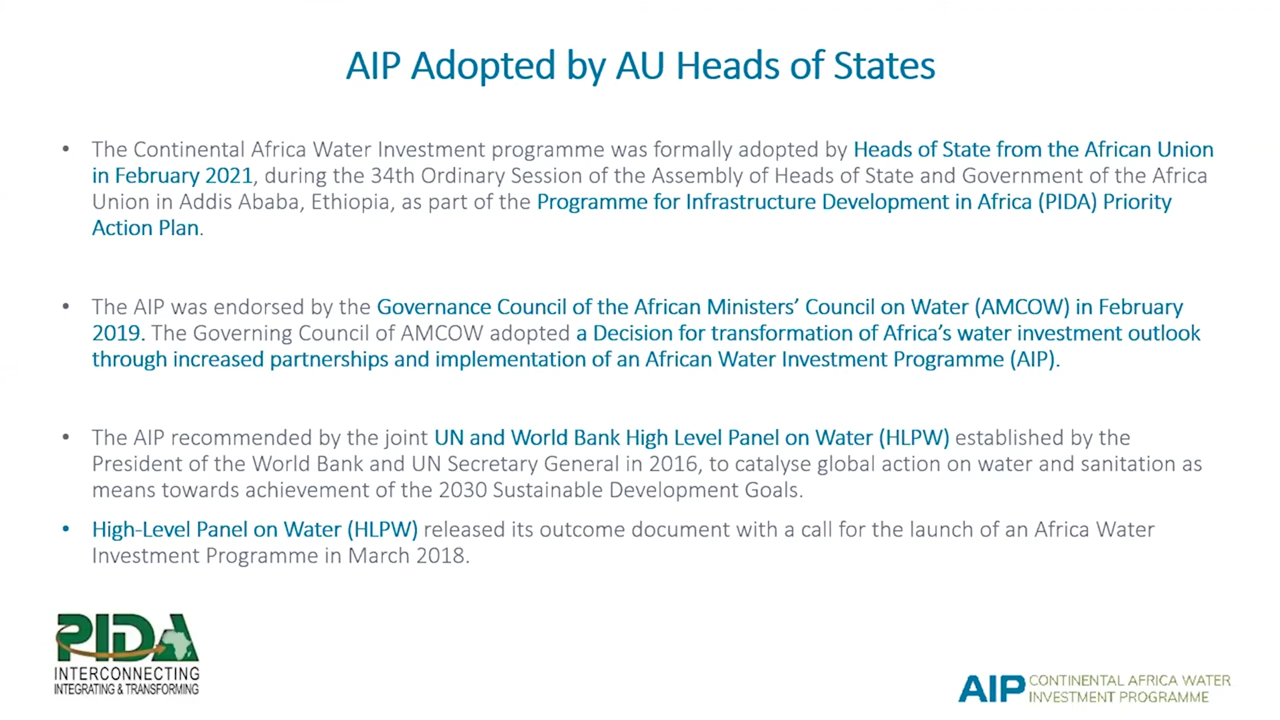 AIP Adopted by AU Heads of States
• The Continental Africa Water Investment programme was formally adopted by Heads of State from the African Union
in February 2021, during the 34th Ordinary Session of the Assembly of Heads of State and Government of the Africa
Union in Addis Ababa, Ethiopia, as part of the Programme for Infrastructure Development in Africa (PIDA) Priority
Action Plan.
• The AIP was endorsed by the Governance Council of the African Ministers’ Council on Water (AMCOW) in February
2019. The Governing Council of AMCOW adopted a Decision for transformation of Africa’s water investment outlook
through increased partnerships and implementation of an African Water Investment Programme (AIP).
• The AIP recommended by the joint UN and World Bank High Level Panel on Water (HLPW) established by the
President of the World Bank and UN Secretary General in 2016, to catalyse global action on water and sanitation as
means towards achievement of the 2030 Sustainable Development Goals.
• High-Level Panel on Water (HLPW) released its outcome document with a call for the launch of an Africa Water
Investment Programme in March 2018.
PIDA
INTERCONNECTING
INTEGRATING & TRANSFORMING
AIP CONTINENTAL AFRICA WATER
INVESTMENT PROGRAMME